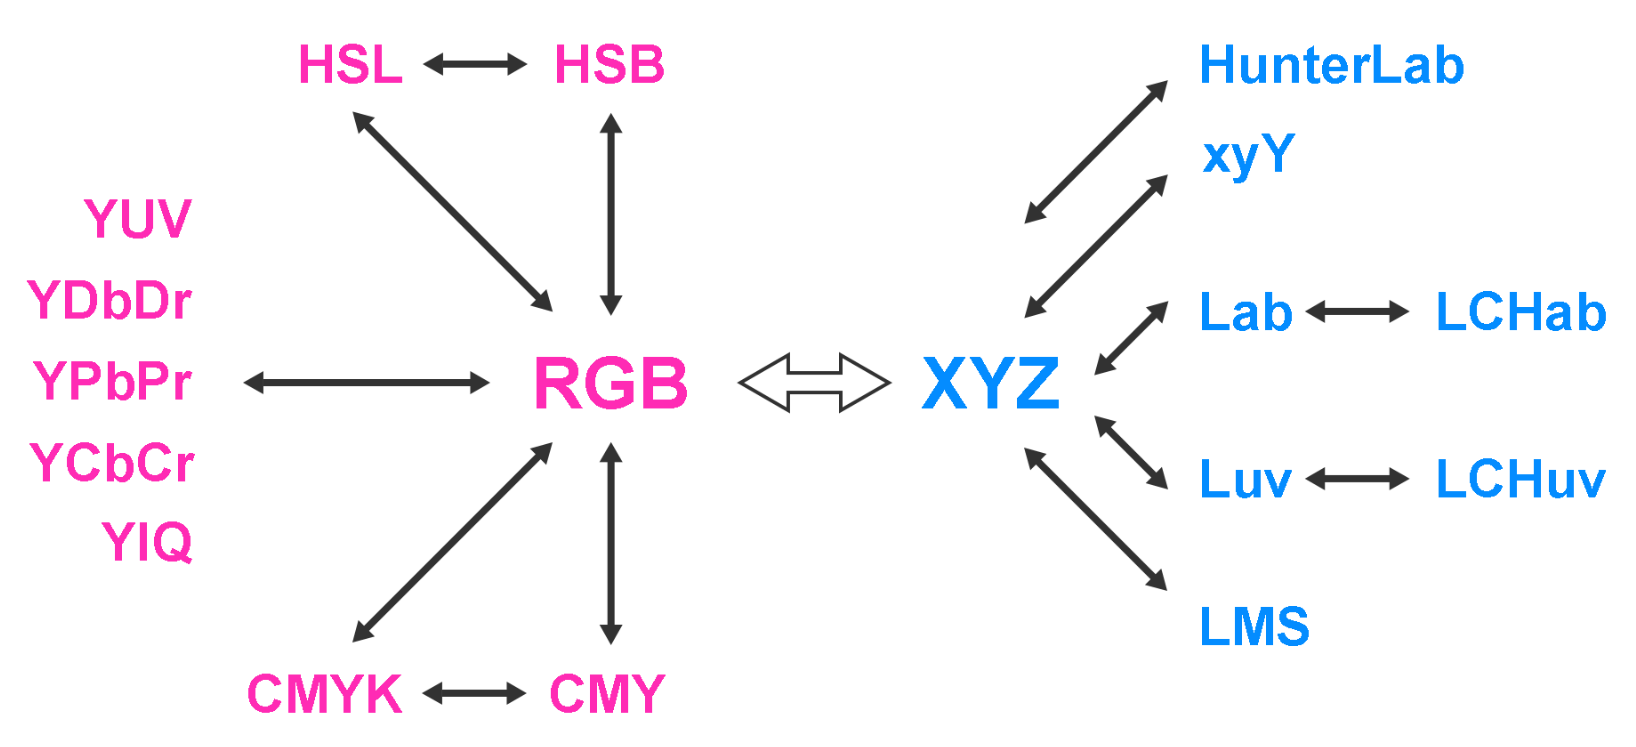 HSL
HSB
HunterLab
xyY
YUV
YDbDr
Lab
LCHab
YPbPr
RGB
XYZ
YCbCr
Luv
LCHuv
YIQ
LMS
CMYK
CMY